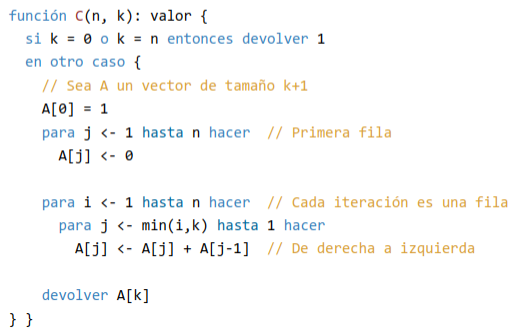 función C(n, k): valor {
si k = 0 o k = n entonces devolver 1
en otro caso {
// Sea A un vector de tamaño k+1
A[0] = 1
para j <- 1 hasta n hacer // Primera fila
A[j] <- 0
para i <- 1 hasta n hacer // Cada iteración es una fila
para j <- min(i,k) hasta 1 hacer
A[j] <- A[j] + A[j-1] // De derecha a izquierda
devolver A[k]
} }